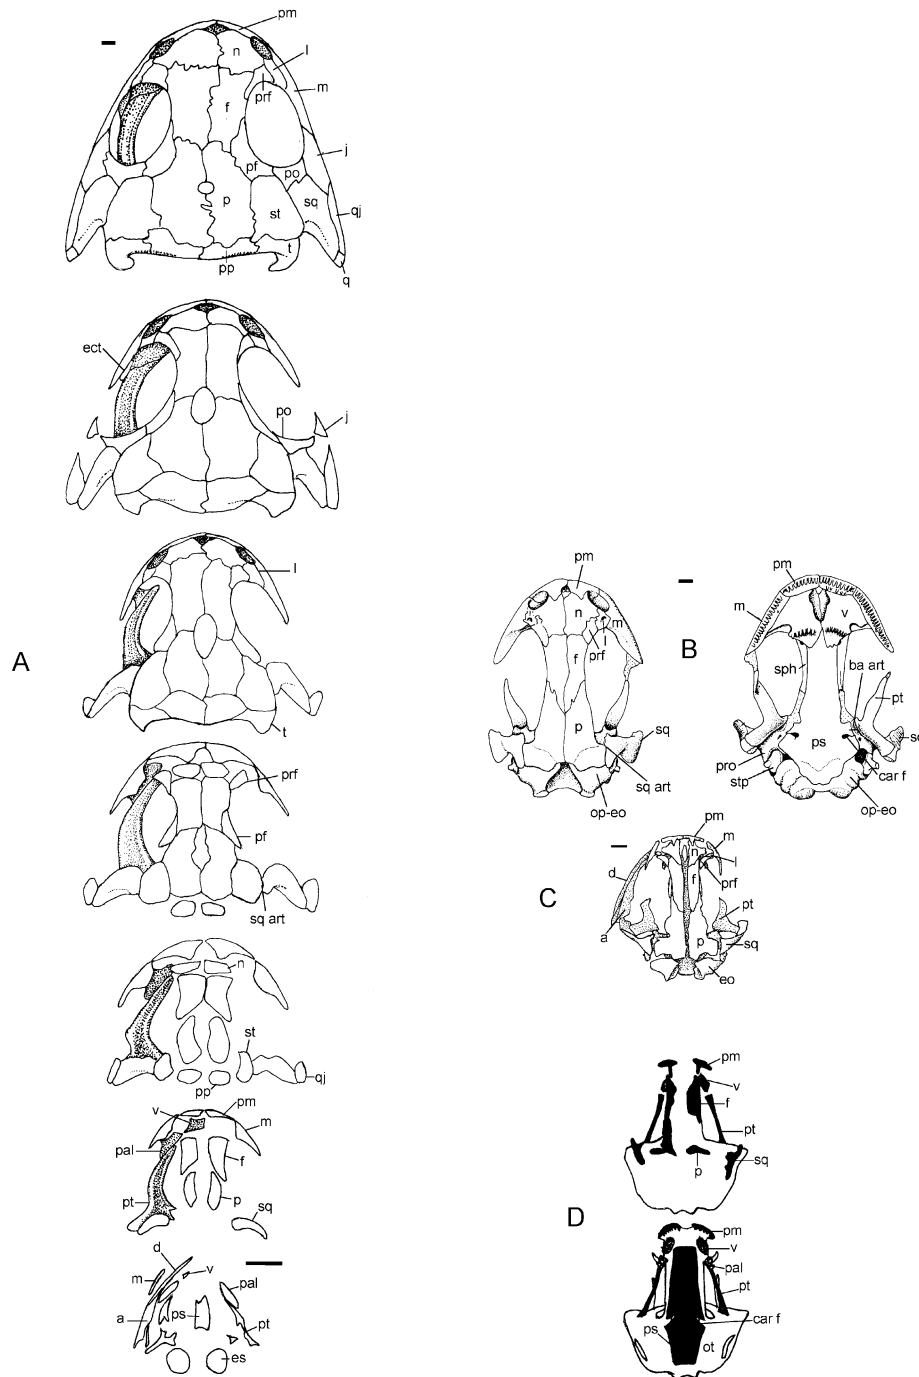 pm
n
l
prf
m
f
j
pf
po
p
st
sq
qj
t
pp
q
ect
po
j
l
A
t
prf
pf
sq art
n
st
pp
qj
v
pm
m
pal
f
pt
p
sq
d
m
v
pal
a
ps
pt
es
pm
n
m
l
prf
f
p
sq
sq art
op-eo
B
pm
m
v
sph
ba art
pt
ps
pro
stp
car f
op-eo
C
pm
m
n
l
d
f
prf
pt
a
p
sq
eo
D
pm
v
f
pt
p
sq
pm
v
pal
pt
car f
ps
ot